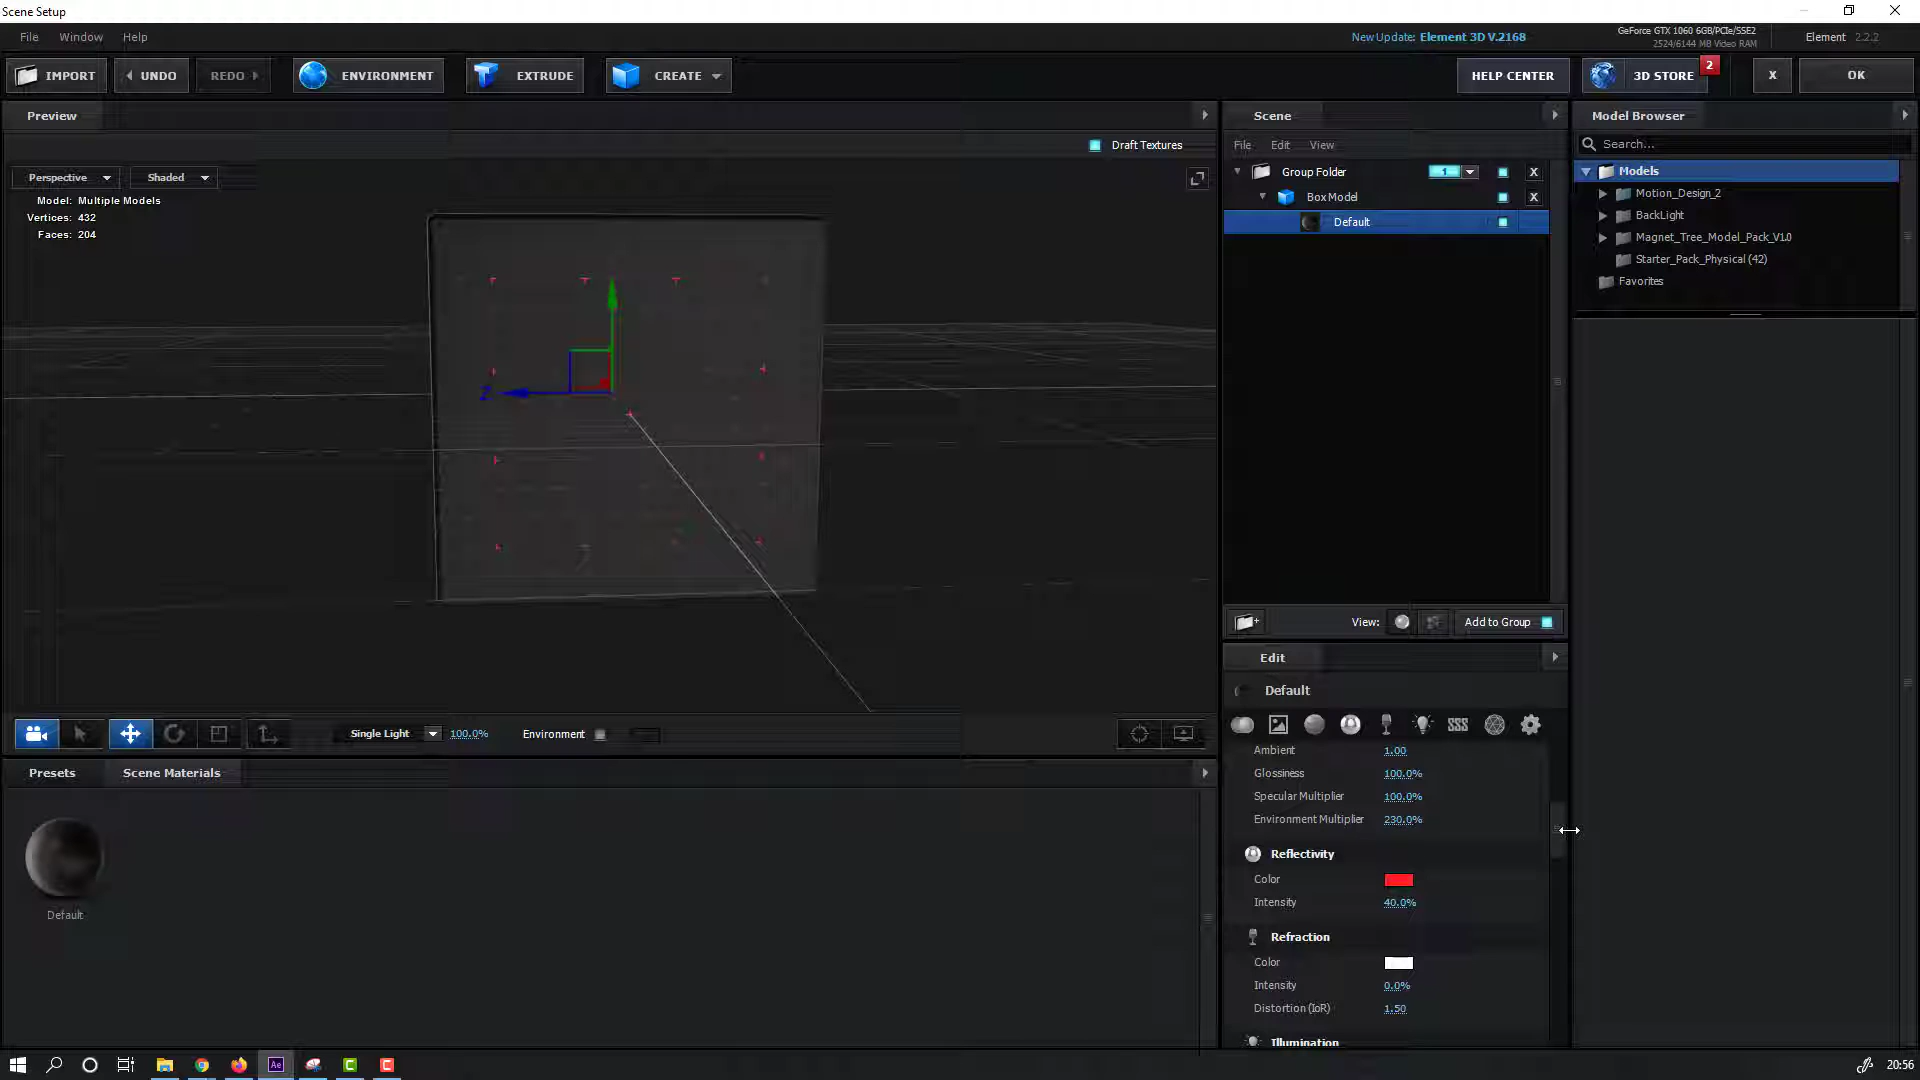 Scene Setup
File Window Help
New Update: Element 3D V.2168
GeForce GTX 1060 6GB/PCIe/SSE2
2524/6144 MB Video RAM
Element 2.2.2
IMPORT UNDO REDO ENVIRONMENT EXTRUDE CREATE HELP CENTER 3D STORE 2 X OK
Preview
Draft Textures
Perspective Shaded
Model: Multiple Models
Vertices: 432
Faces: 204
Z
Single Light 100.0% Environment
Presets Scene Materials
Default
Scene
File Edit View
Group Folder 1 X
Box Model X
Default
View: Add to Group
Edit
Default
Ambient 1.00
Glossiness 100.0%
Specular Multiplier 100.0%
Environment Multiplier 230.0%
Reflectivity
Color
Intensity 40.0%
Refraction
Color
Intensity 0.0%
Distortion (IoR) 1.50
Illumination
Model Browser
Search...
Models
Motion_Design_2
BackLight
Magnet_Tree_Model_Pack_V1.0
Starter_Pack_Physical (42)
Favorites
Ae C C 20:56